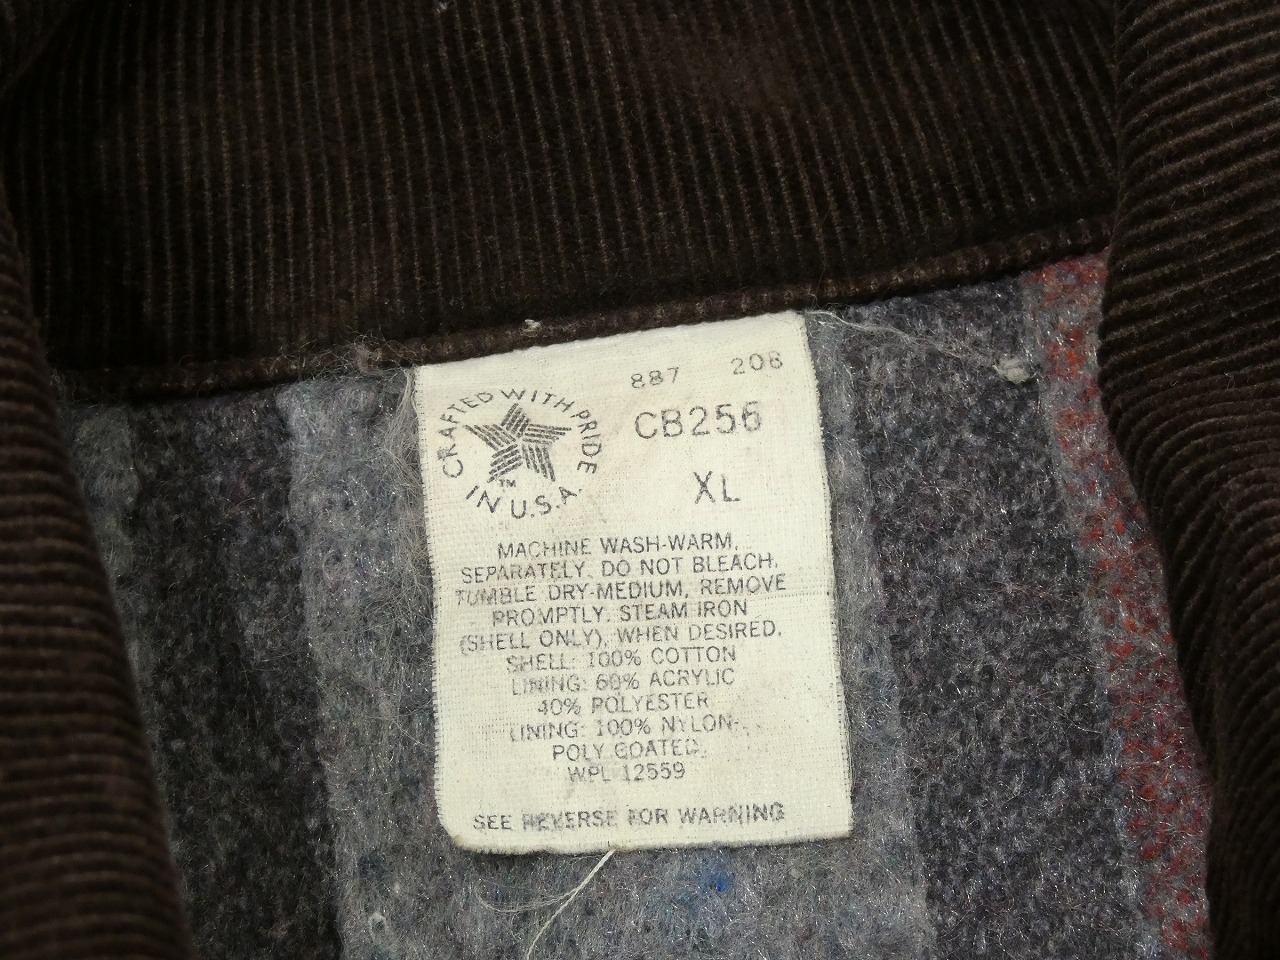 887 208
CRAFTED WITH PRIDE
IN U.S.A.
TM
CB256
XL
MACHINE WASH-WARM,
SEPARATELY. DO NOT BLEACH.
TUMBLE DRY-MEDIUM, REMOVE
PROMPTLY. STEAM IRON
(SHELL ONLY), WHEN DESIRED.
SHELL: 100% COTTON
LINING: 60% ACRYLIC
40% POLYESTER
LINING: 100% NYLON-
POLY COATED.
WPL 12559
SEE REVERSE FOR WARNING